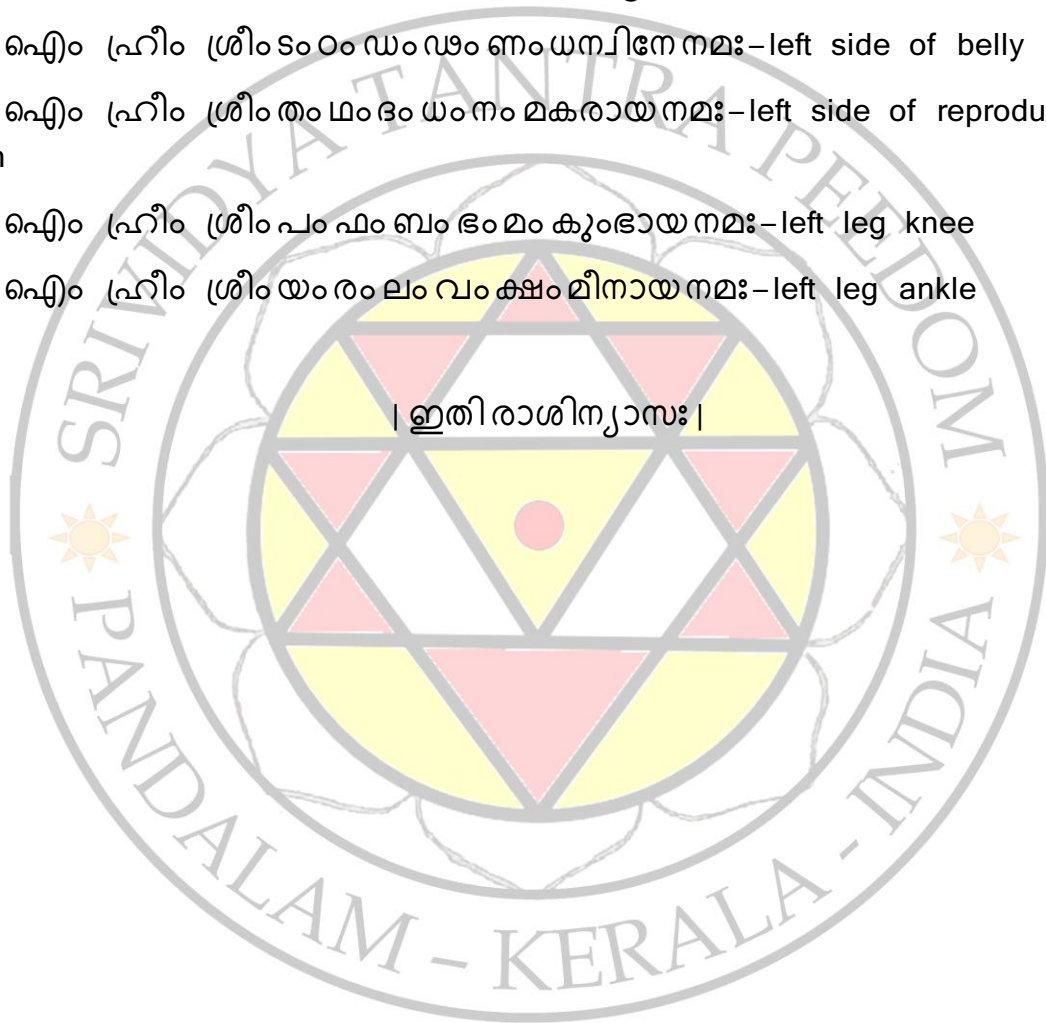 ഐം ഹ്രീം ശ്രീം ടം ഠം ഡം ഢം ണം ധന്വിനേ നമഃ – left side of belly
ഐം ഹ്രീം ശ്രീം തം ഥം ദം ധം നം മകരായ നമഃ – left side of reprodu
ഐം ഹ്രീം ശ്രീം പം ഫം ബം ഭം മം കുംഭായ നമഃ – left leg knee
ഐം ഹ്രീം ശ്രീം യം രം ലം വം ക്ഷം മീനായ നമഃ – left leg ankle
| ഇതി രാശിന്യാസഃ |
SRIVIDYA TANTRA PEEDOM
PANDALAM - KERALA - INDIA